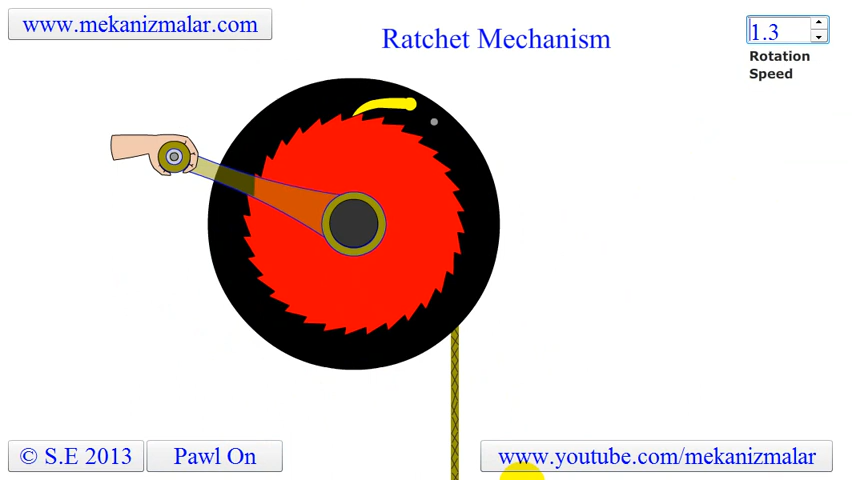 www.mekanizmalar.com
Ratchet Mechanism
1.3
Rotation
Speed
© S.E 2013
Pawl On
www.youtube.com/mekanizmalar